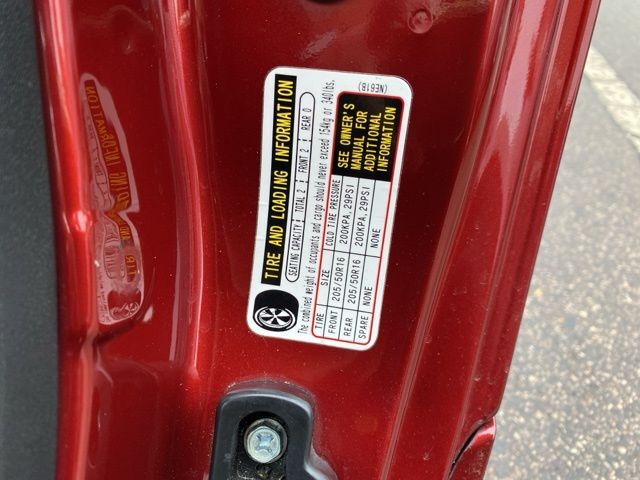 TIRE AND LOADING INFORMATION
SEATING CAPACITY: TOTAL 2 : FRONT 2 : REAR 0
The combined weight of occupants and cargo should never exceed 154kg or 340lbs.
TIRE SIZE COLD TIRE PRESSURE
FRONT 205/50R16 200KPA, 29PSI
REAR 205/50R16 200KPA, 29PSI
SPARE NONE NONE
SEE OWNER'S
MANUAL FOR
ADDITIONAL
INFORMATION
(NE61B)